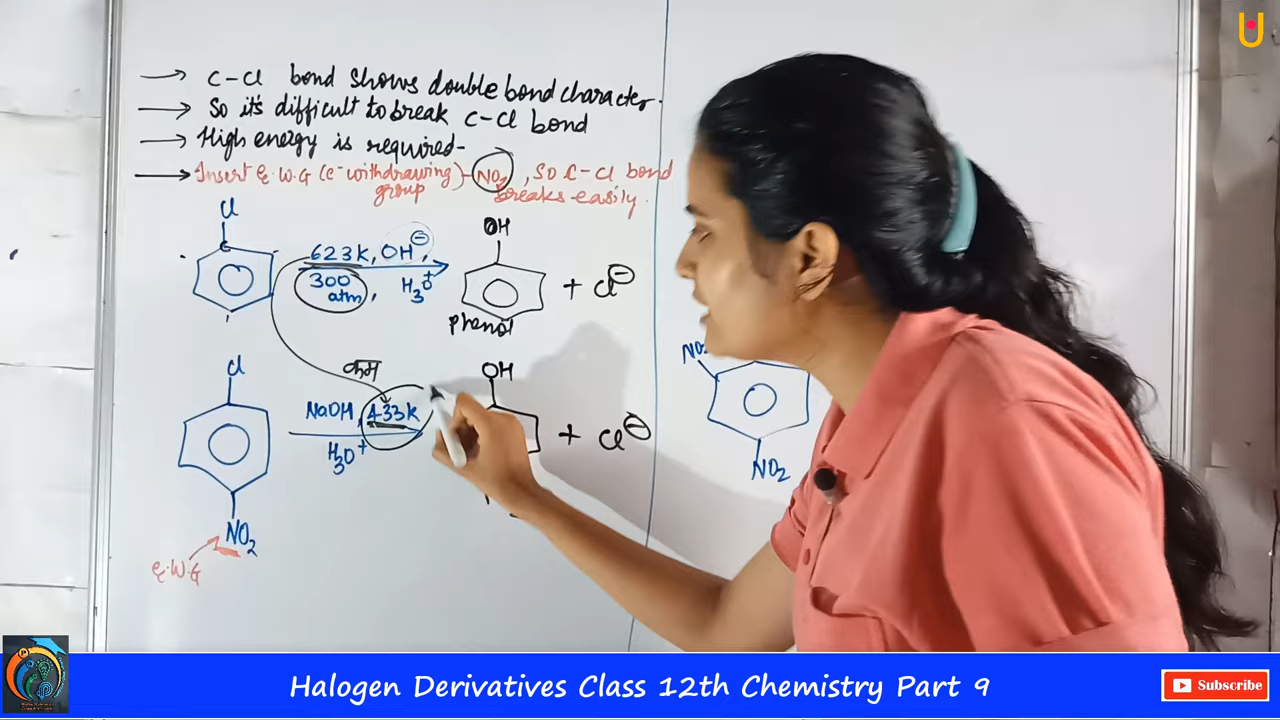 → C-Cl bond shows double bond character.
→ So it's difficult to break C-Cl bond
→ High energy is required-
→ Insert E.W.G (e⁻ withdrawing group) -NO₂, So C-Cl bond breaks easily.
Cl
623K, OH⊖,
300 atm, H₃O⁺
OH
+ Cl⊖
phenol
Cl
कम
NaOH, 433K
H₃O⁺
OH
+ Cl⊖
NO₂
E.W.G
NO₂
Halogen Derivatives Class 12th Chemistry Part 9
Subscribe